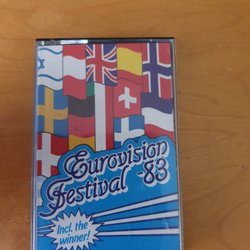 Eurovision
Festival -83
Incl. the
winner!